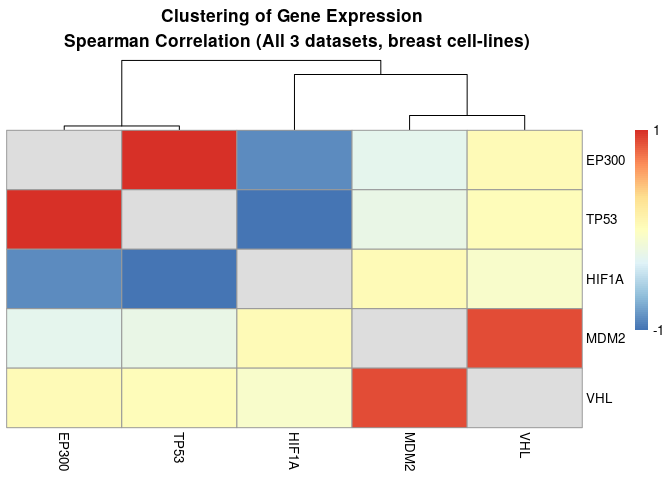 Clustering of Gene Expression
Spearman Correlation (All 3 datasets, breast cell-lines)
1
EP300
TP53
HIF1A
-1
MDM2
VHL
EP300
TP53
HIF1A
MDM2
VHL